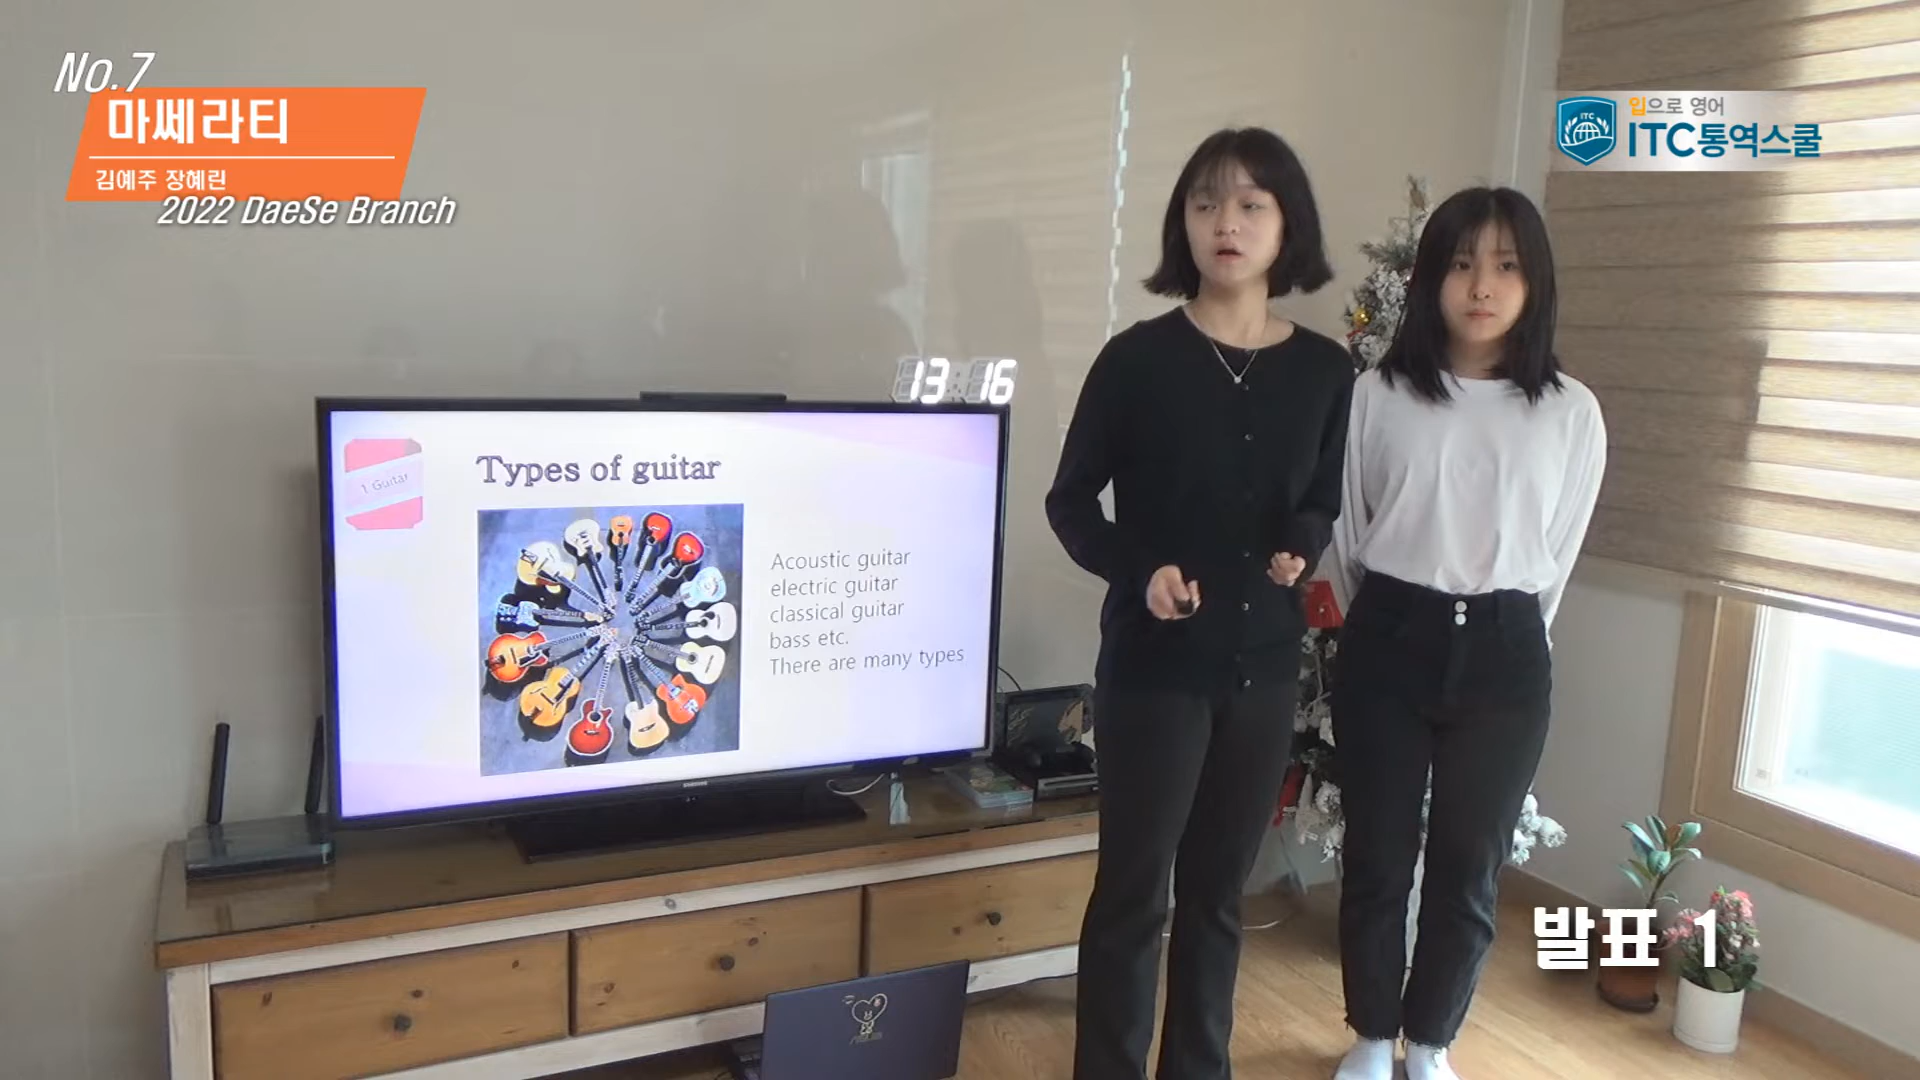 No.7
마쎄라티
김예주 장혜린
2022 DaeSe Branch
입으로 영어
ITC
ITC통역스쿨
13:16
1 Guitar
Types of guitar
Acoustic guitar
electric guitar
classical guitar
bass etc.
There are many types
SAMSUNG
발표 1